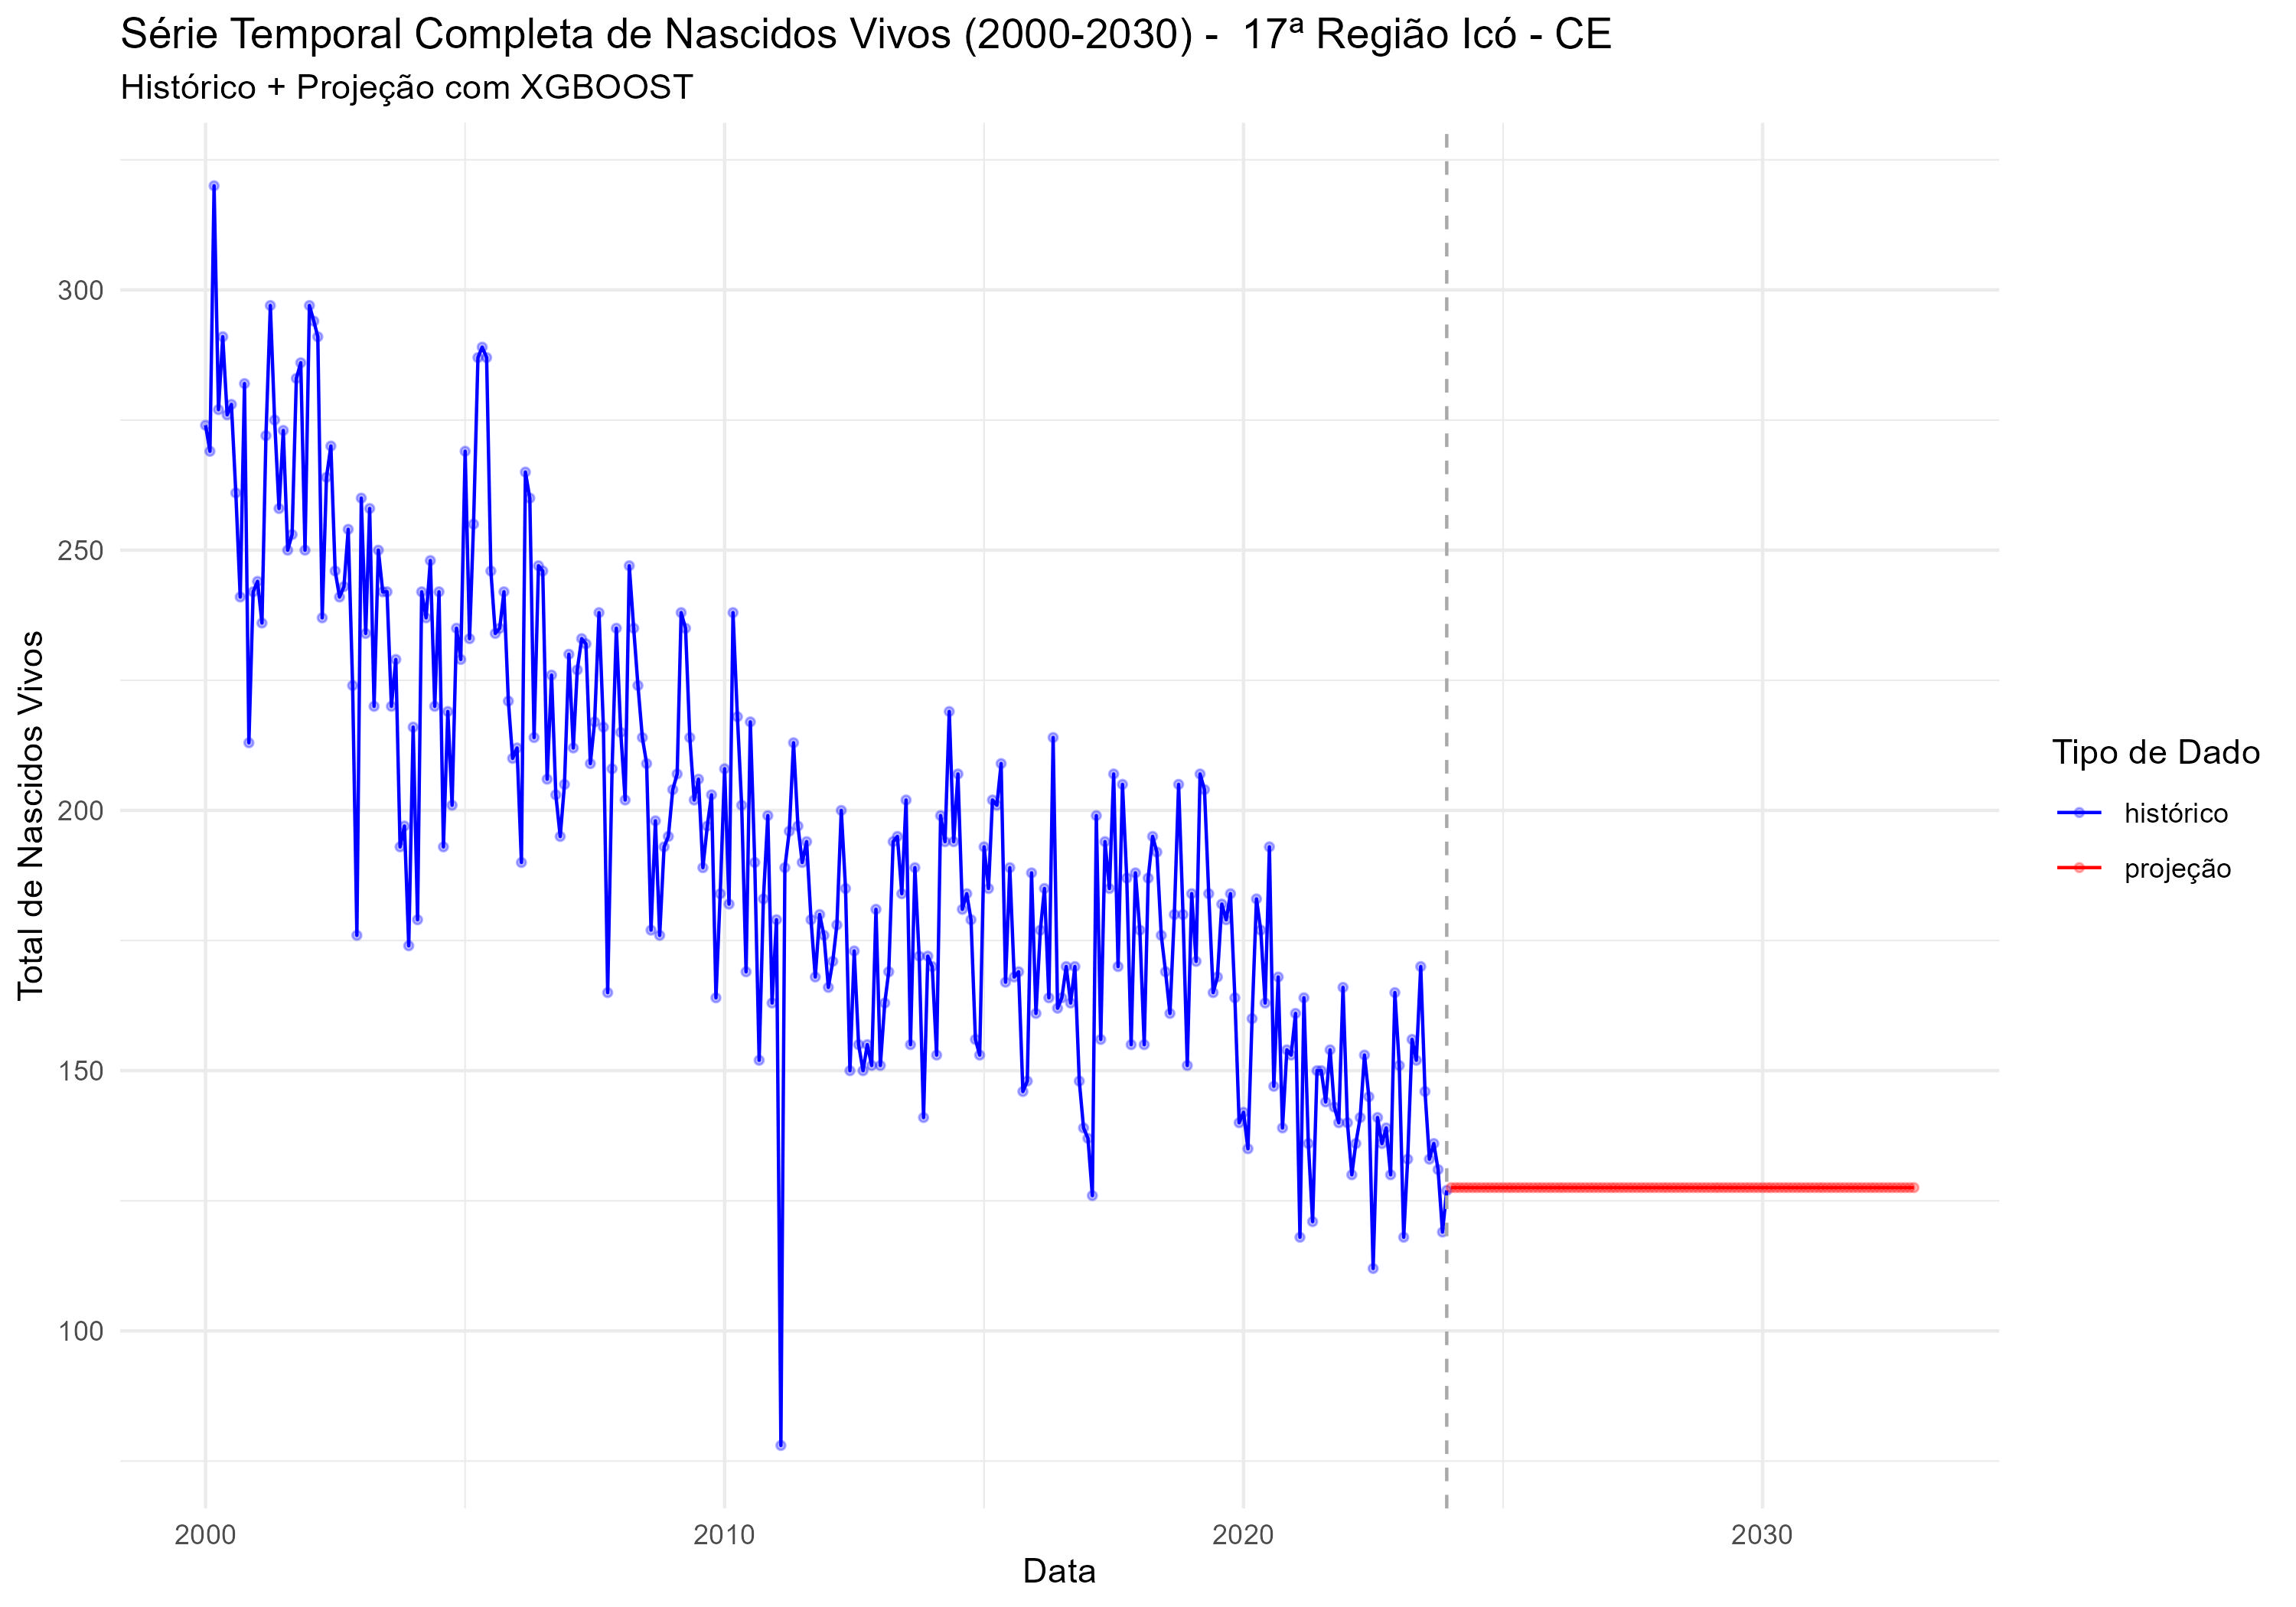 Série Temporal Completa de Nascidos Vivos (2000-2030) -  17ª Região Icó - CE
Histórico + Projeção com XGBOOST
Total de Nascidos Vivos
300
250
200
150
100
2000
2010
2020
2030
Data
Tipo de Dado
histórico
projeção